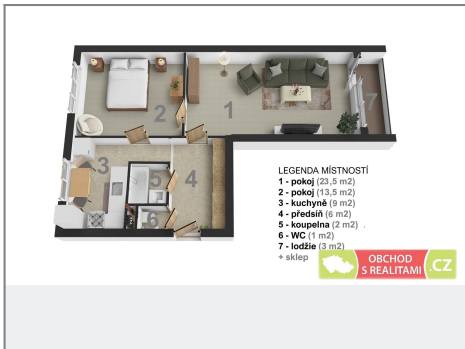 2
1
7
3
5
4
6
LEGENDA MÍSTNOSTÍ
1 - pokoj (23,5 m2)
2 - pokoj (13,5 m2)
3 - kuchyně (9 m2)
4 - předsíň (6 m2)
5 - koupelna (2 m2) .
6 - WC (1 m2)
7 - lodžie (3 m2)
+ sklep
OBCHOD
S REALITAMI
.CZ